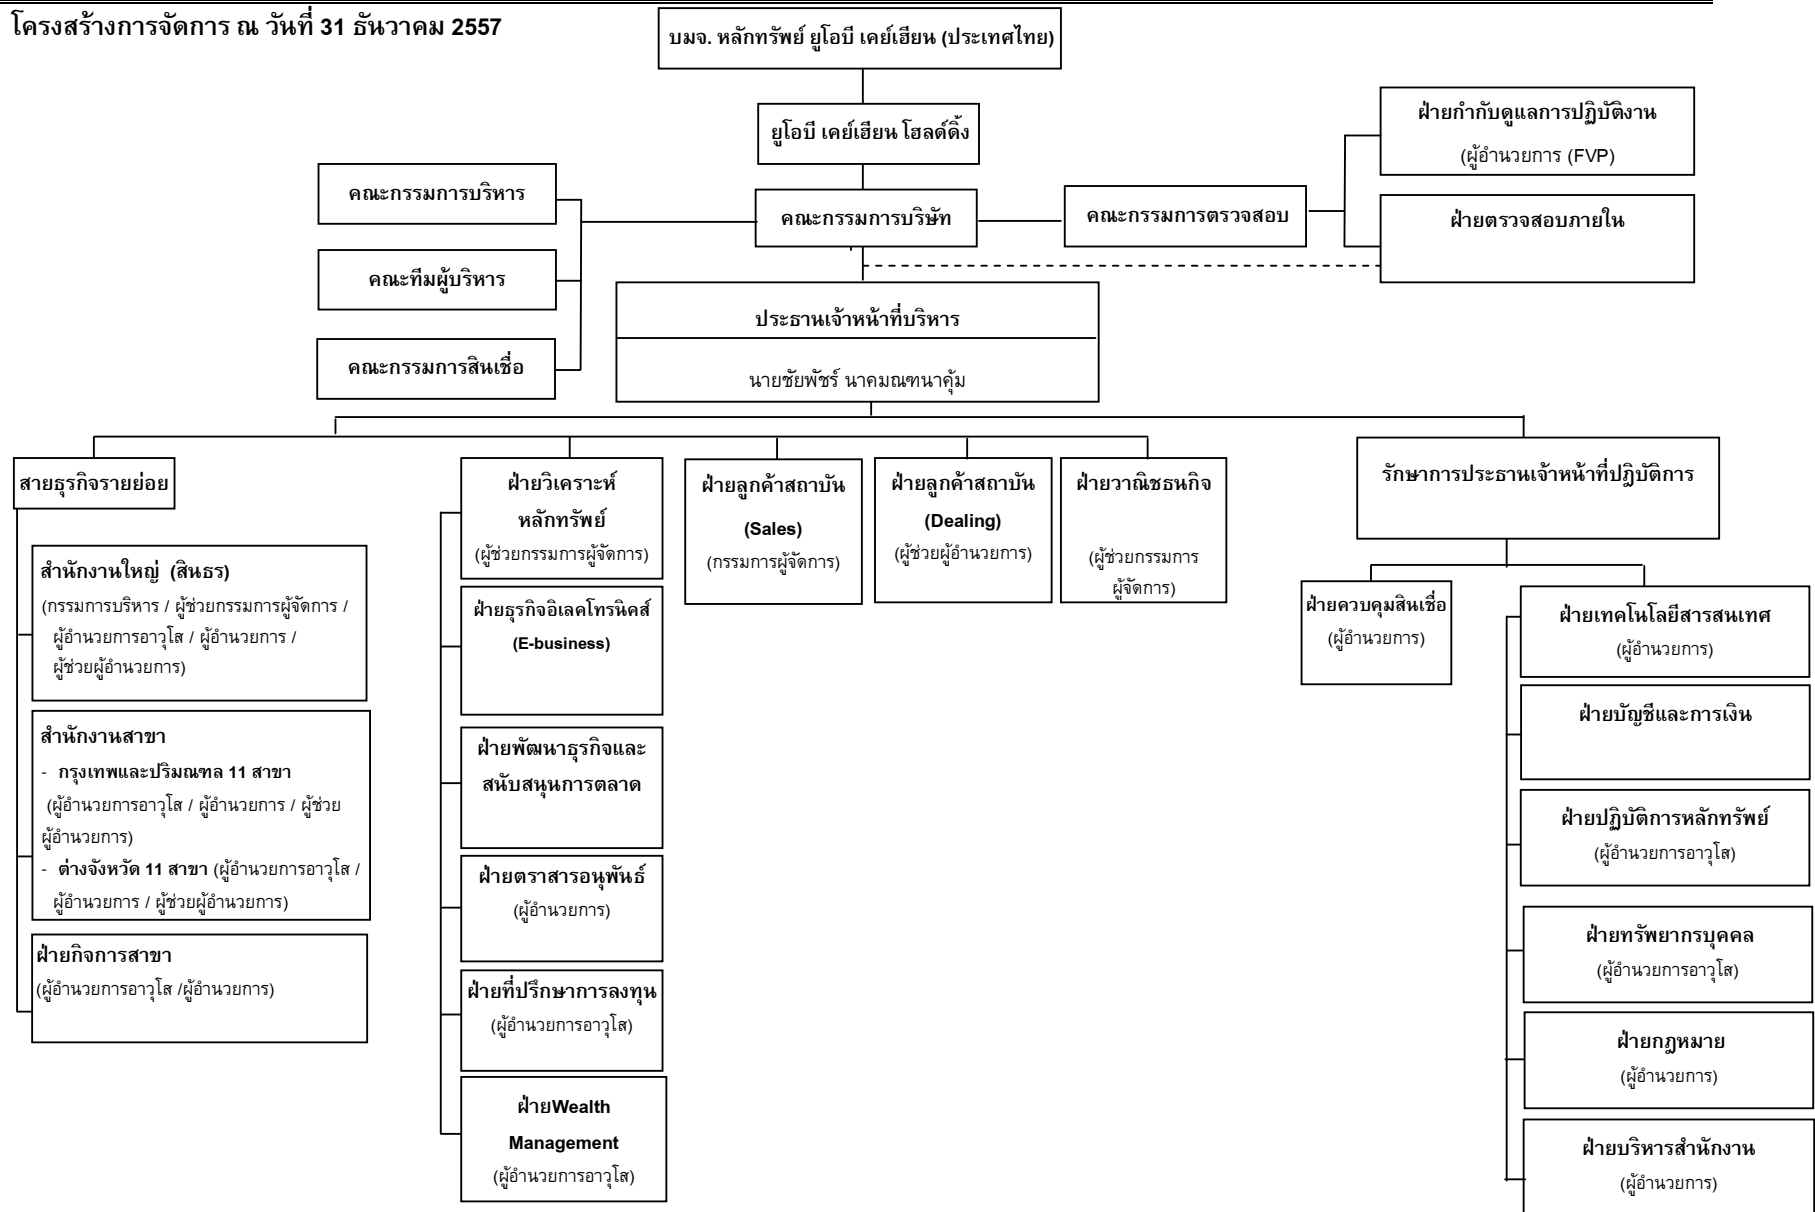 โครงสร้างการจัดการ ณ วันที่ 31 ธันวาคม 2557
บมจ. หลักทรัพย์ ยูโอบี เคย์เฮียน (ประเทศไทย)
ยูโอบี เคย์เฮียน โฮลด์ดิ้ง
ฝ่ายกำกับดูแลการปฏิบัติงาน
(ผู้อำนวยการ (FVP)
คณะกรรมการบริหาร
คณะกรรมการบริษัท
คณะกรรมการตรวจสอบ
ฝ่ายตรวจสอบภายใน
คณะทีมผู้บริหาร
คณะกรรมการสินเชื่อ
ประธานเจ้าหน้าที่บริหาร
นายชัยพัชร์ นาคมณฑนาคุ้ม
สายธุรกิจรายย่อย
สำนักงานใหญ่ (สินธร)
(กรรมการบริหาร / ผู้ช่วยกรรมการผู้จัดการ /
ผู้อำนวยการอาวุโส / ผู้อำนวยการ /
ผู้ช่วยผู้อำนวยการ)
สำนักงานสาขา
- กรุงเทพและปริมณฑล 11 สาขา
(ผู้อำนวยการอาวุโส / ผู้อำนวยการ / ผู้ช่วย
ผู้อำนวยการ)
- ต่างจังหวัด 11 สาขา (ผู้อำนวยการอาวุโส /
ผู้อำนวยการ / ผู้ช่วยผู้อำนวยการ)
ฝ่ายกิจการสาขา
(ผู้อำนวยการอาวุโส /ผู้อำนวยการ)
ฝ่ายวิเคราะห์
หลักทรัพย์
(ผู้ช่วยกรรมการผู้จัดการ)
ฝ่ายธุรกิจอิเลคโทรนิคส์
(E-business)
ฝ่ายพัฒนาธุรกิจและ
สนับสนุนการตลาด
ฝ่ายตราสารอนุพันธ์
(ผู้อำนวยการ)
ฝ่ายที่ปรึกษาการลงทุน
(ผู้อำนวยการอาวุโส)
ฝ่ายWealth
Management
(ผู้อำนวยการอาวุโส)
ฝ่ายลูกค้าสถาบัน
(Sales)
(กรรมการผู้จัดการ)
ฝ่ายลูกค้าสถาบัน
(Dealing)
(ผู้ช่วยผู้อำนวยการ)
ฝ่ายวาณิชธนกิจ
(ผู้ช่วยกรรมการ
ผู้จัดการ)
รักษาการประธานเจ้าหน้าที่ปฎิบัติการ
ฝ่ายควบคุมสินเชื่อ
(ผู้อำนวยการ)
ฝ่ายเทคโนโลยีสารสนเทศ
(ผู้อำนวยการ)
ฝ่ายบัญชีและการเงิน
ฝ่ายปฏิบัติการหลักทรัพย์
(ผู้อำนวยการอาวุโส)
ฝ่ายทรัพยากรบุคคล
(ผู้อำนวยการอาวุโส)
ฝ่ายกฎหมาย
(ผู้อำนวยการ)
ฝ่ายบริหารสำนักงาน
(ผู้อำนวยการ)